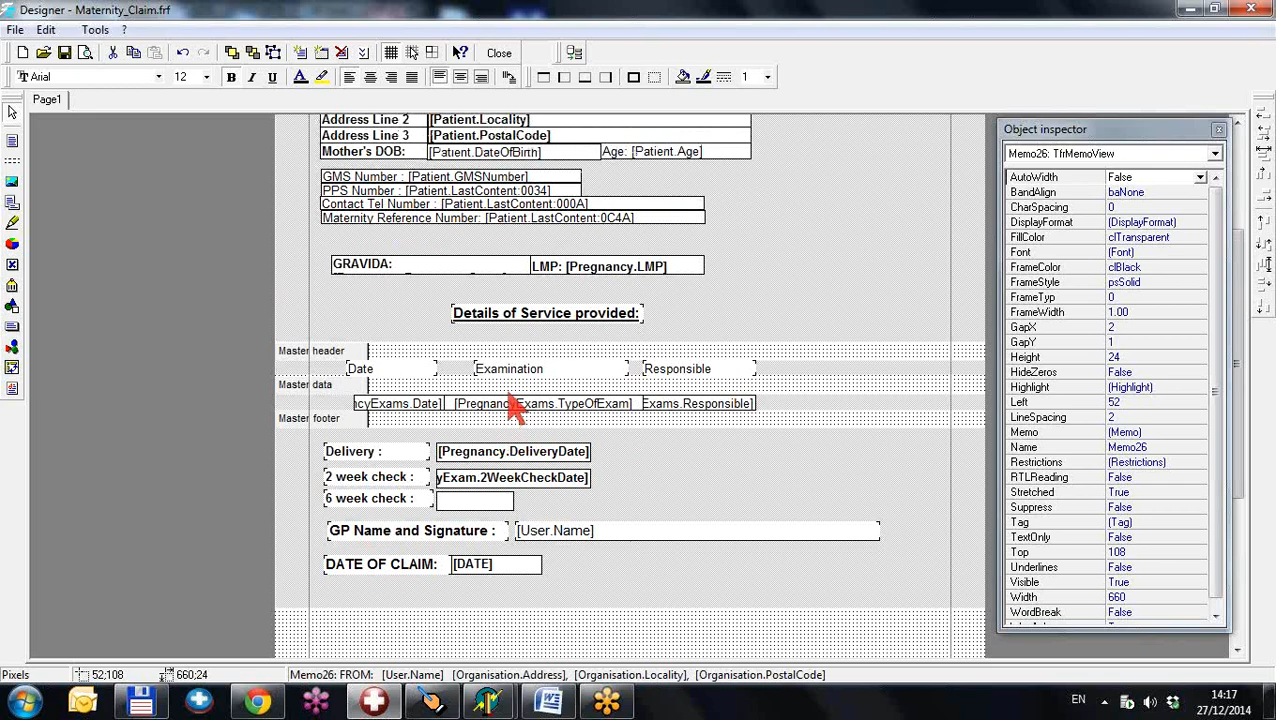 Designer - Maternity_Claim.frf
File Edit Tools ?
Close
Arial 12 B I U A 1
Page1
Address Line 2 [Patient.Locality]
Address Line 3 [Patient.PostalCode]
Mother's DOB: [Patient.DateOfBirth] Age: [Patient.Age]
GMS Number : [Patient.GMSNumber]
PPS Number : [Patient.LastContent:0034]
Contact Tel Number : [Patient.LastContent:000A]
Maternity Reference Number: [Patient.LastContent:0C4A]
GRAVIDA: LMP: [Pregnancy.LMP]
Details of Service provided:
Master header
Date Examination Responsible
Master data
cyExams.Date] [PregnancyExams.TypeOfExam] Exams.Responsible]
Master footer
Delivery : [Pregnancy.DeliveryDate]
2 week check : yExam.2WeekCheckDate]
6 week check :
GP Name and Signature : [User.Name]
DATE OF CLAIM: [DATE]
Object inspector
Memo26: TfrMemoView
AutoWidth False
BandAlign baNone
CharSpacing 0
DisplayFormat (DisplayFormat)
FillColor clTransparent
Font (Font)
FrameColor clBlack
FrameStyle psSolid
FrameTyp 0
FrameWidth 1.00
GapX 2
GapY 1
Height 24
HideZeros False
Highlight (Highlight)
Left 52
LineSpacing 2
Memo (Memo)
Name Memo26
Restrictions (Restrictions)
RTLReading False
Stretched True
Suppress False
Tag (Tag)
TextOnly False
Top 108
Underlines False
Visible True
Width 660
WordBreak False
Pixels 52;108 660;24 Memo26: FROM: [User.Name] [Organisation.Address], [Organisation.Locality], [Organisation.PostalCode]
EN 14:17
27/12/2014